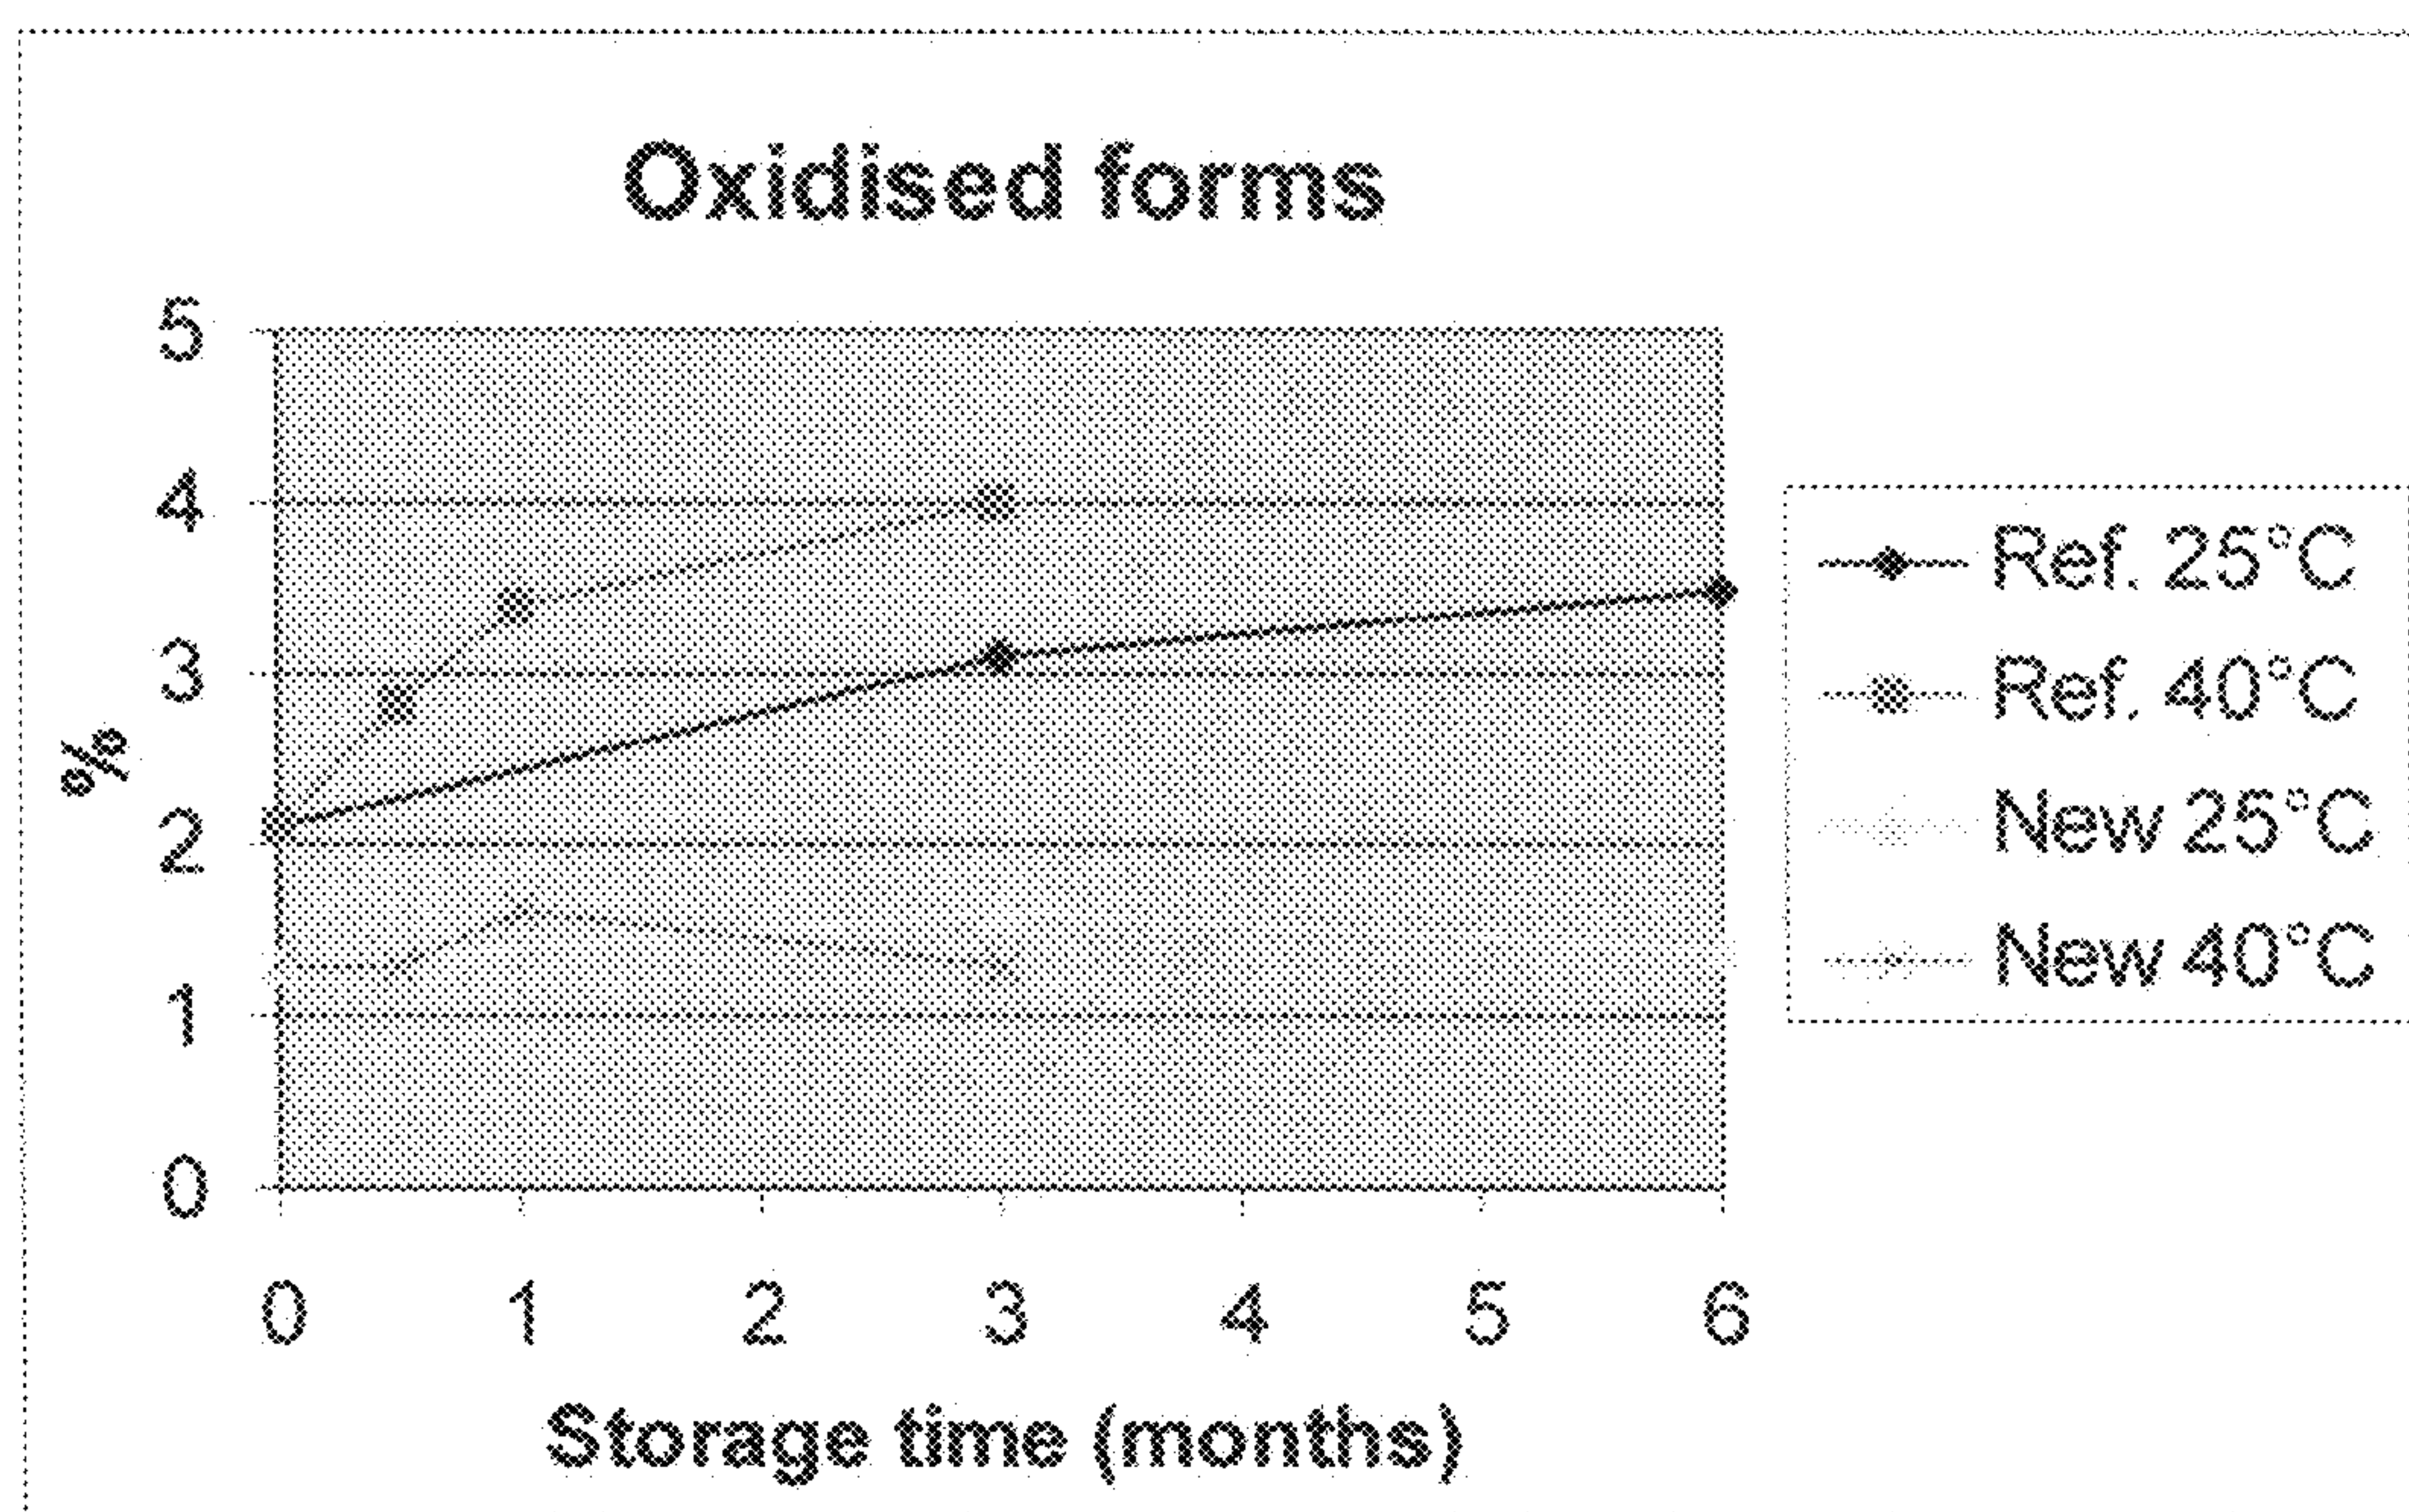 Oxidised forms
5
4
3
2
1
0
%
0 1 2 3 4 5 6
Storage time (months)
Ref. 25°C
Ref. 40°C
New 25°C
New 40°C